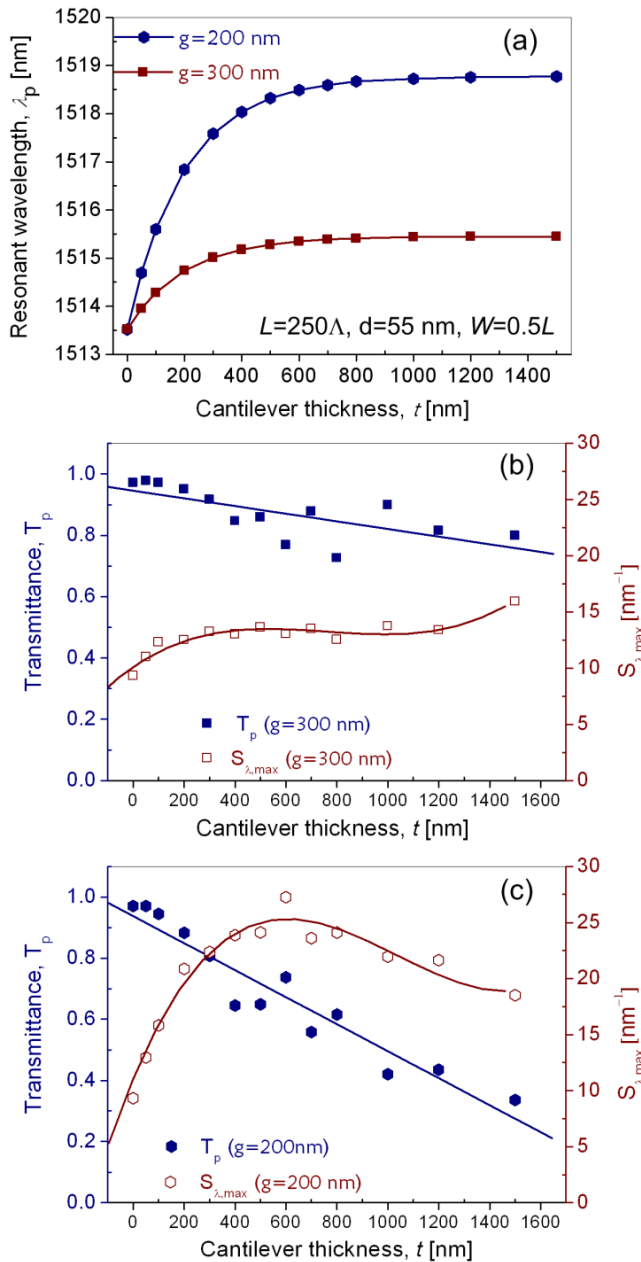 (a)
g=200 nm
g=300 nm
1520
1519
1518
1517
1516
1515
1514
1513
Resonant wavelength, λp [nm]
L=250Λ, d=55 nm, W=0.5L
0 200 400 600 800 1000 1200 1400
Cantilever thickness, t [nm]
(b)
1.0
0.8
0.6
0.4
0.2
0.0
Transmittance, Tp
30
25
20
15
10
5
0
Sλ,max [nm⁻¹]
Tp (g=300 nm)
Sλ,max (g=300 nm)
0 200 400 600 800 1000 1200 1400 1600
Cantilever thickness, t [nm]
(c)
1.0
0.8
0.6
0.4
0.2
0.0
Transmittance, Tp
30
25
20
15
10
5
0
Sλ,max [nm⁻¹]
Tp (g=200nm)
Sλ,max (g=200 nm)
0 200 400 600 800 1000 1200 1400 1600
Cantilever thickness, t [nm]